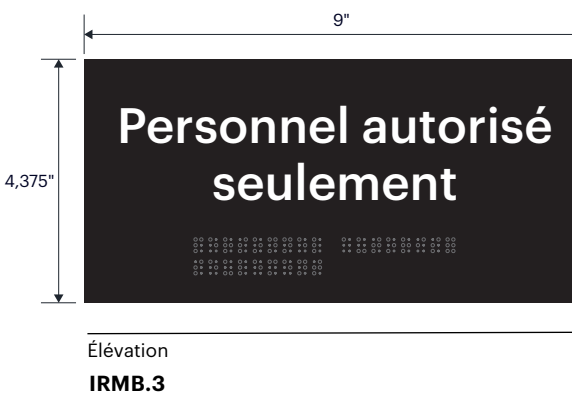 9"
4,375"
Personnel autorisé
seulement
Élévation
IRMB.3